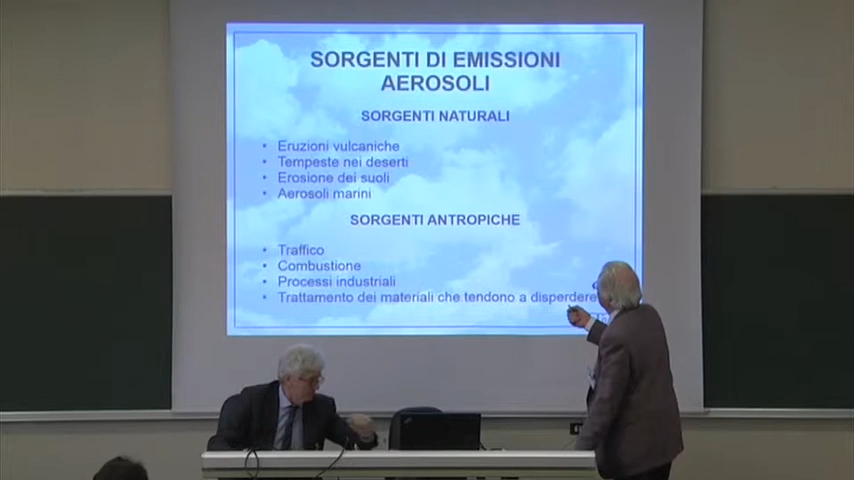 SORGENTI DI EMISSIONI
AEROSOLI
SORGENTI NATURALI
• Eruzioni vulcaniche
• Tempeste nei deserti
• Erosione dei suoli
• Aerosoli marini
SORGENTI ANTROPICHE
• Traffico
• Combustione
• Processi industriali
• Trattamento dei materiali che tendono a disperdere